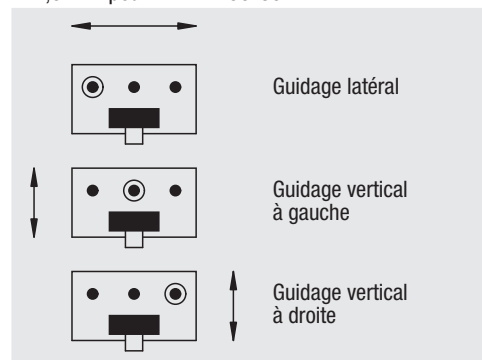 Guidage latéral
Guidage vertical
à gauche
Guidage vertical
à droite